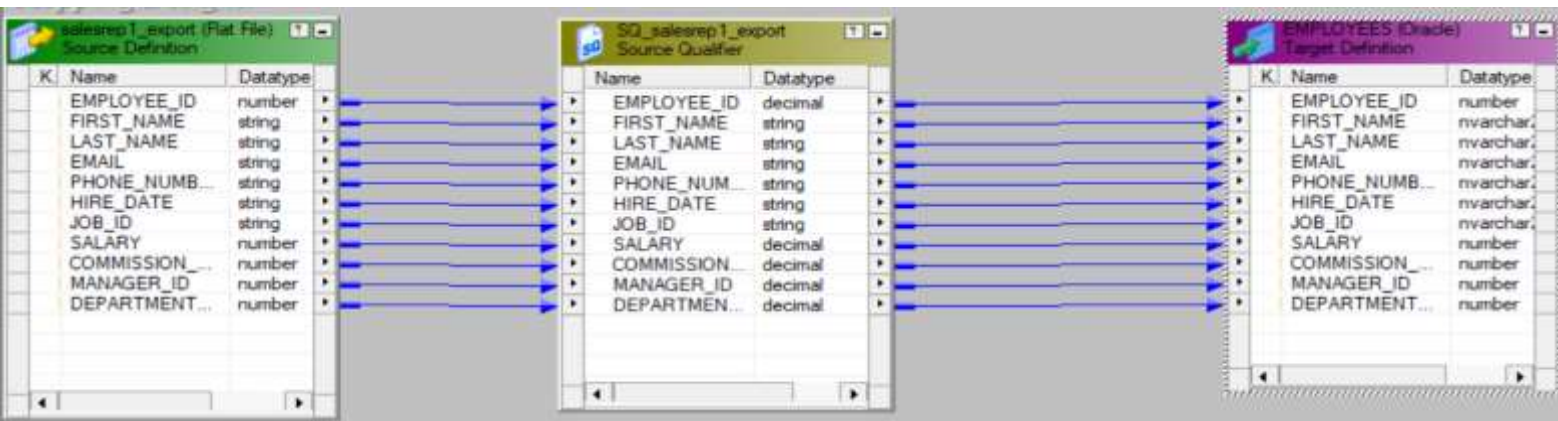 salesrep1_export (Flat File)
Source Definition
K. Name Datatype
EMPLOYEE_ID number
FIRST_NAME string
LAST_NAME string
EMAIL string
PHONE_NUMB... string
HIRE_DATE string
JOB_ID string
SALARY number
COMMISSION_... number
MANAGER_ID number
DEPARTMENT... number
SQ_salesrep1_export
Source Qualifier
Name Datatype
EMPLOYEE_ID decimal
FIRST_NAME string
LAST_NAME string
EMAIL string
PHONE_NUM... string
HIRE_DATE string
JOB_ID string
SALARY decimal
COMMISSION... decimal
MANAGER_ID decimal
DEPARTMEN... decimal
EMPLOYEES (Oracle)
Target Definition
K Name Datatype
EMPLOYEE_ID number
FIRST_NAME nvarchar2
LAST_NAME nvarchar2
EMAIL nvarchar2
PHONE_NUMB... nvarchar2
HIRE_DATE nvarchar2
JOB_ID nvarchar2
SALARY number
COMMISSION_... number
MANAGER_ID number
DEPARTMENT... number